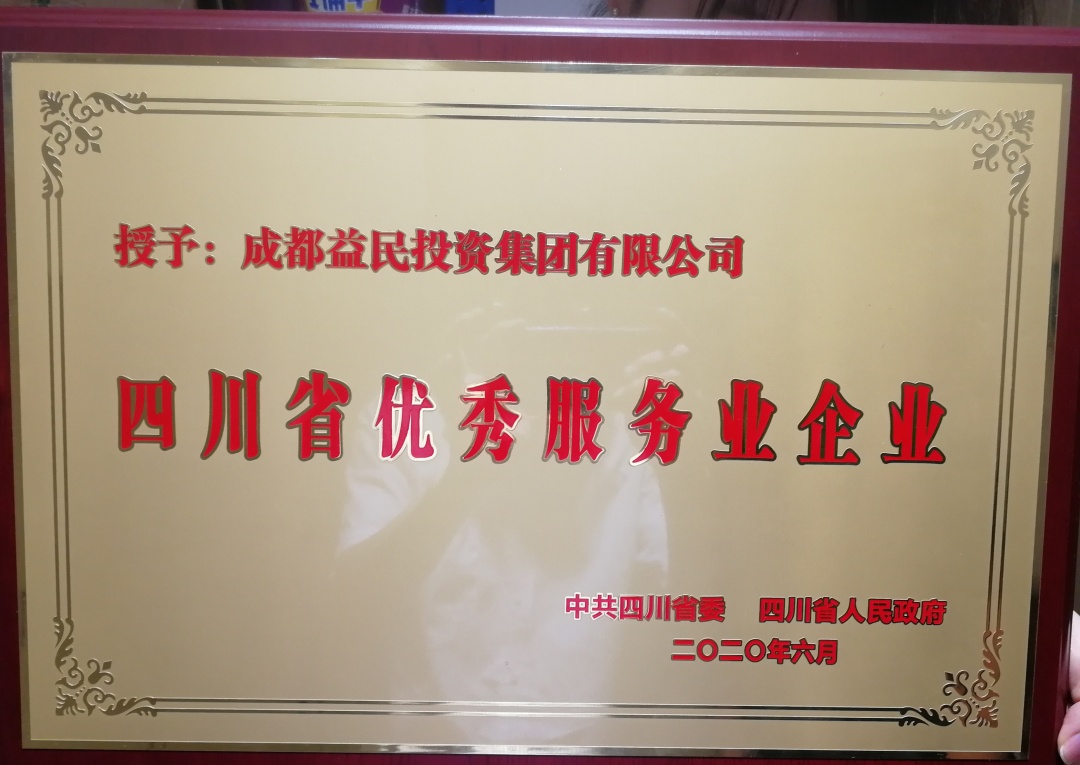 授予：成都益民投资集团有限公司
四川省优秀服务业企业
中共四川省委 四川省人民政府
二〇二〇年六月